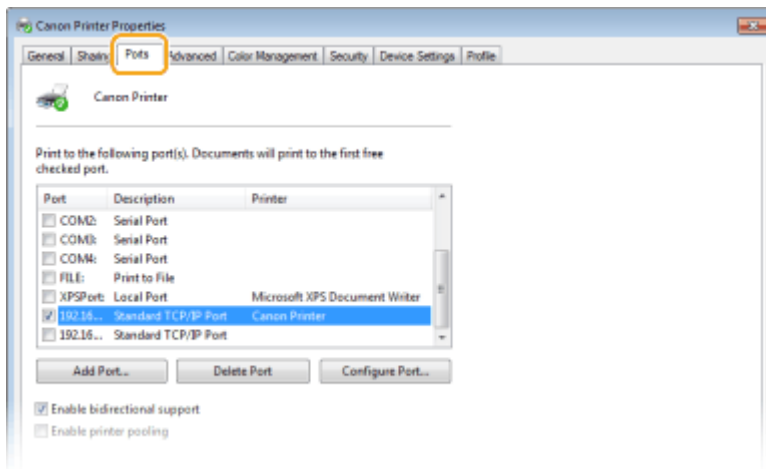 Canon Printer Properties
General Sharing Ports Advanced Color Management Security Device Settings Profile
Canon Printer
Print to the following port(s). Documents will print to the first free
checked port.
Port Description Printer
COM2: Serial Port
COM3: Serial Port
COM4: Serial Port
FILE: Print to File
XPSPort: Local Port Microsoft XPS Document Writer
192.16... Standard TCP/IP Port Canon Printer
192.16... Standard TCP/IP Port
Add Port... Delete Port Configure Port...
Enable bidirectional support
Enable printer pooling